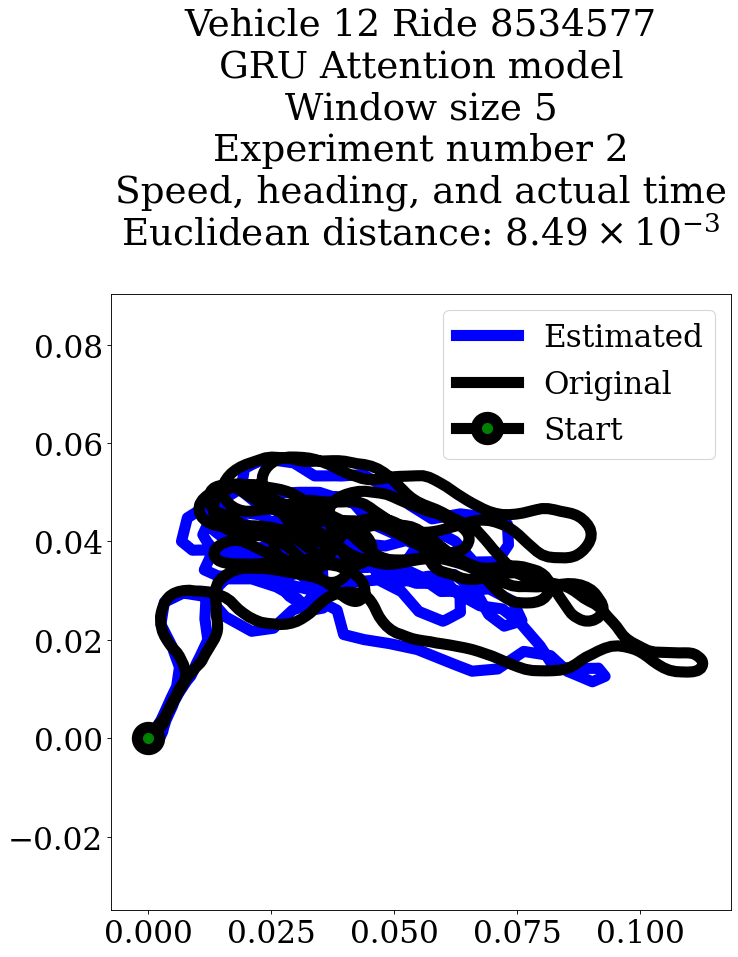 Vehicle 12 Ride 8534577
GRU Attention model
Window size 5
Experiment number 2
Speed, heading, and actual time
Euclidean distance: 8.49 × 10⁻³
Estimated
Original
Start
0.08
0.06
0.04
0.02
0.00
−0.02
0.000 0.025 0.050 0.075 0.100